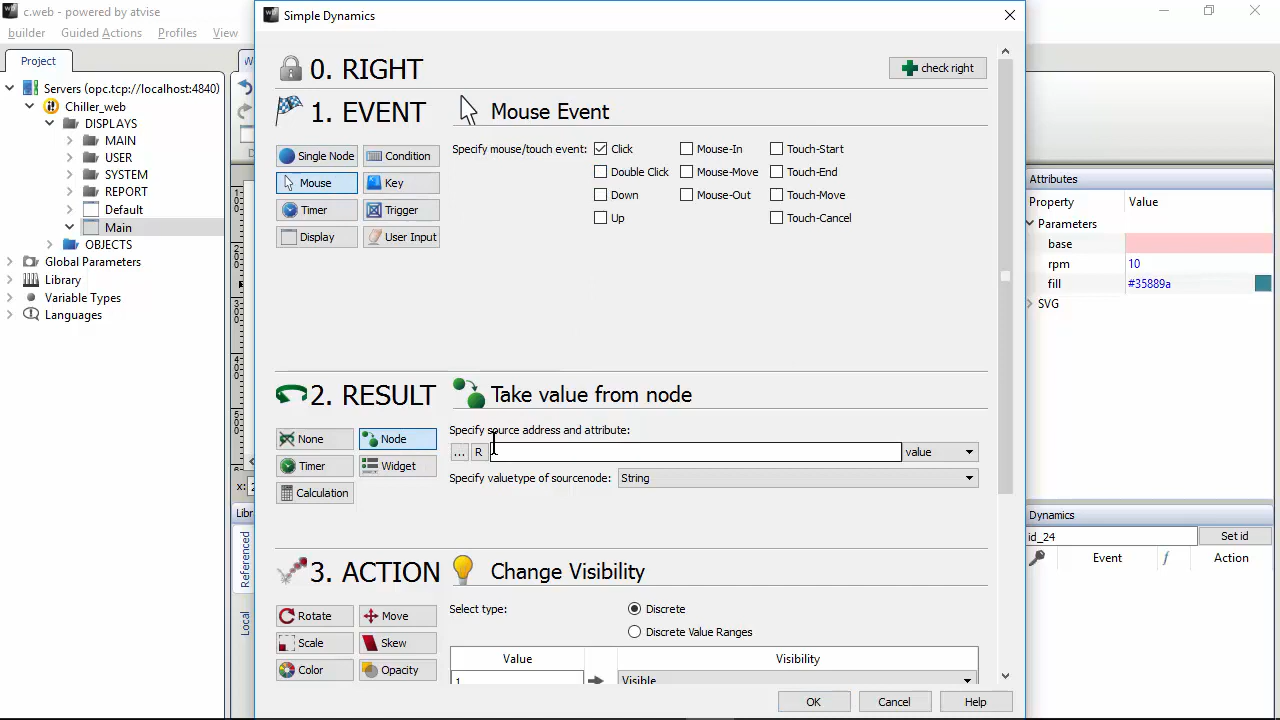 c.web - powered by atvise
builder Guided Actions Profiles View
Project
Servers (opc.tcp://localhost:4840)
Chiller_web
DISPLAYS
MAIN
USER
SYSTEM
REPORT
Default
Main
OBJECTS
Global Parameters
Library
Variable Types
Languages
Simple Dynamics
0. RIGHT
check right
1. EVENT
Mouse Event
Single Node Condition
Mouse Key
Timer Trigger
Display User Input
Specify mouse/touch event:
Click Mouse-In Touch-Start
Double Click Mouse-Move Touch-End
Down Mouse-Out Touch-Move
Up Touch-Cancel
2. RESULT
Take value from node
None Node
Timer Widget
Calculation
Specify source address and attribute:
... R value
Specify valuetype of sourcenode: String
3. ACTION
Change Visibility
Rotate Move
Scale Skew
Color Opacity
Select type: Discrete
Discrete Value Ranges
Value Visibility
1 Visible
OK Cancel Help
Attributes
Property Value
Parameters
base
rpm 10
fill #35889a
SVG
Dynamics
id_24 Set id
Event f Action
Referenced
Local
x: